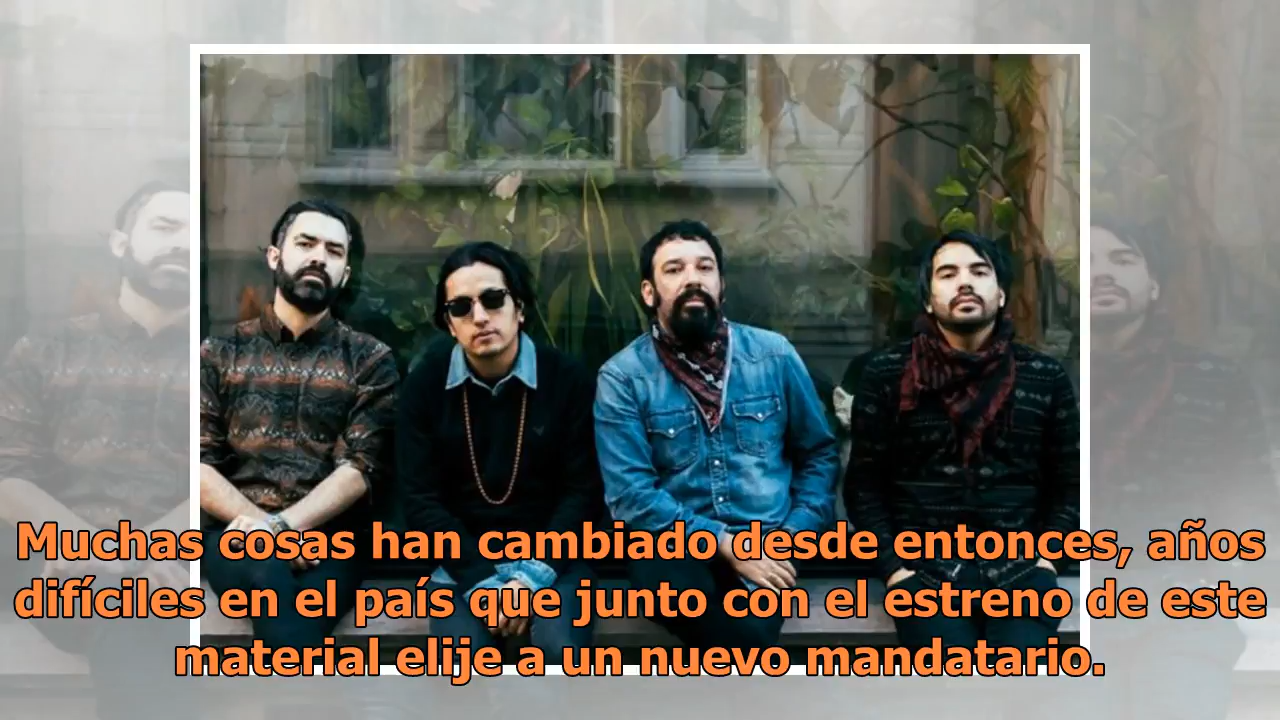 Muchas cosas han cambiado desde entonces, años
difíciles en el país que junto con el estreno de este
material elije a un nuevo mandatario.